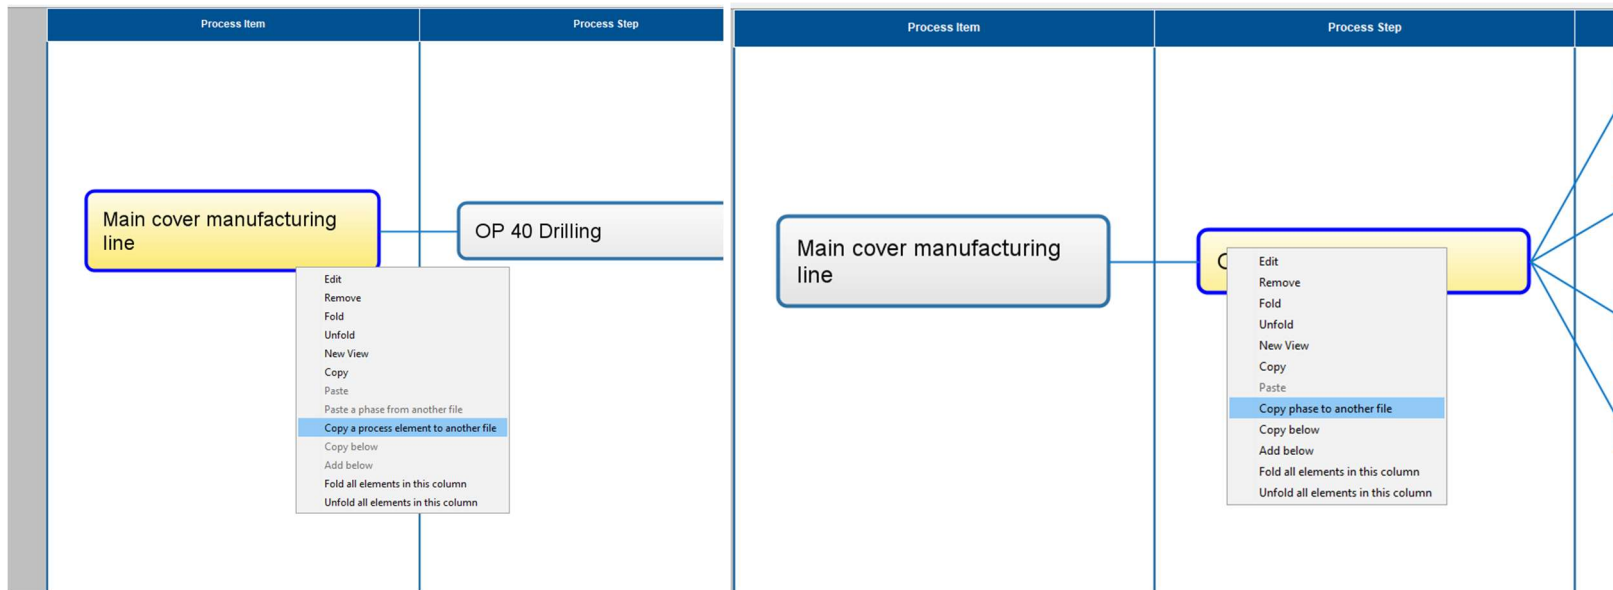 Process Item
Process Step
Main cover manufacturing
line
OP 40 Drilling
Edit
Remove
Fold
Unfold
New View
Copy
Paste
Paste a phase from another file
Copy a process element to another file
Copy below
Add below
Fold all elements in this column
Unfold all elements in this column
Process Item
Process Step
Main cover manufacturing
line
Edit
Remove
Fold
Unfold
New View
Copy
Paste
Copy phase to another file
Copy below
Add below
Fold all elements in this column
Unfold all elements in this column